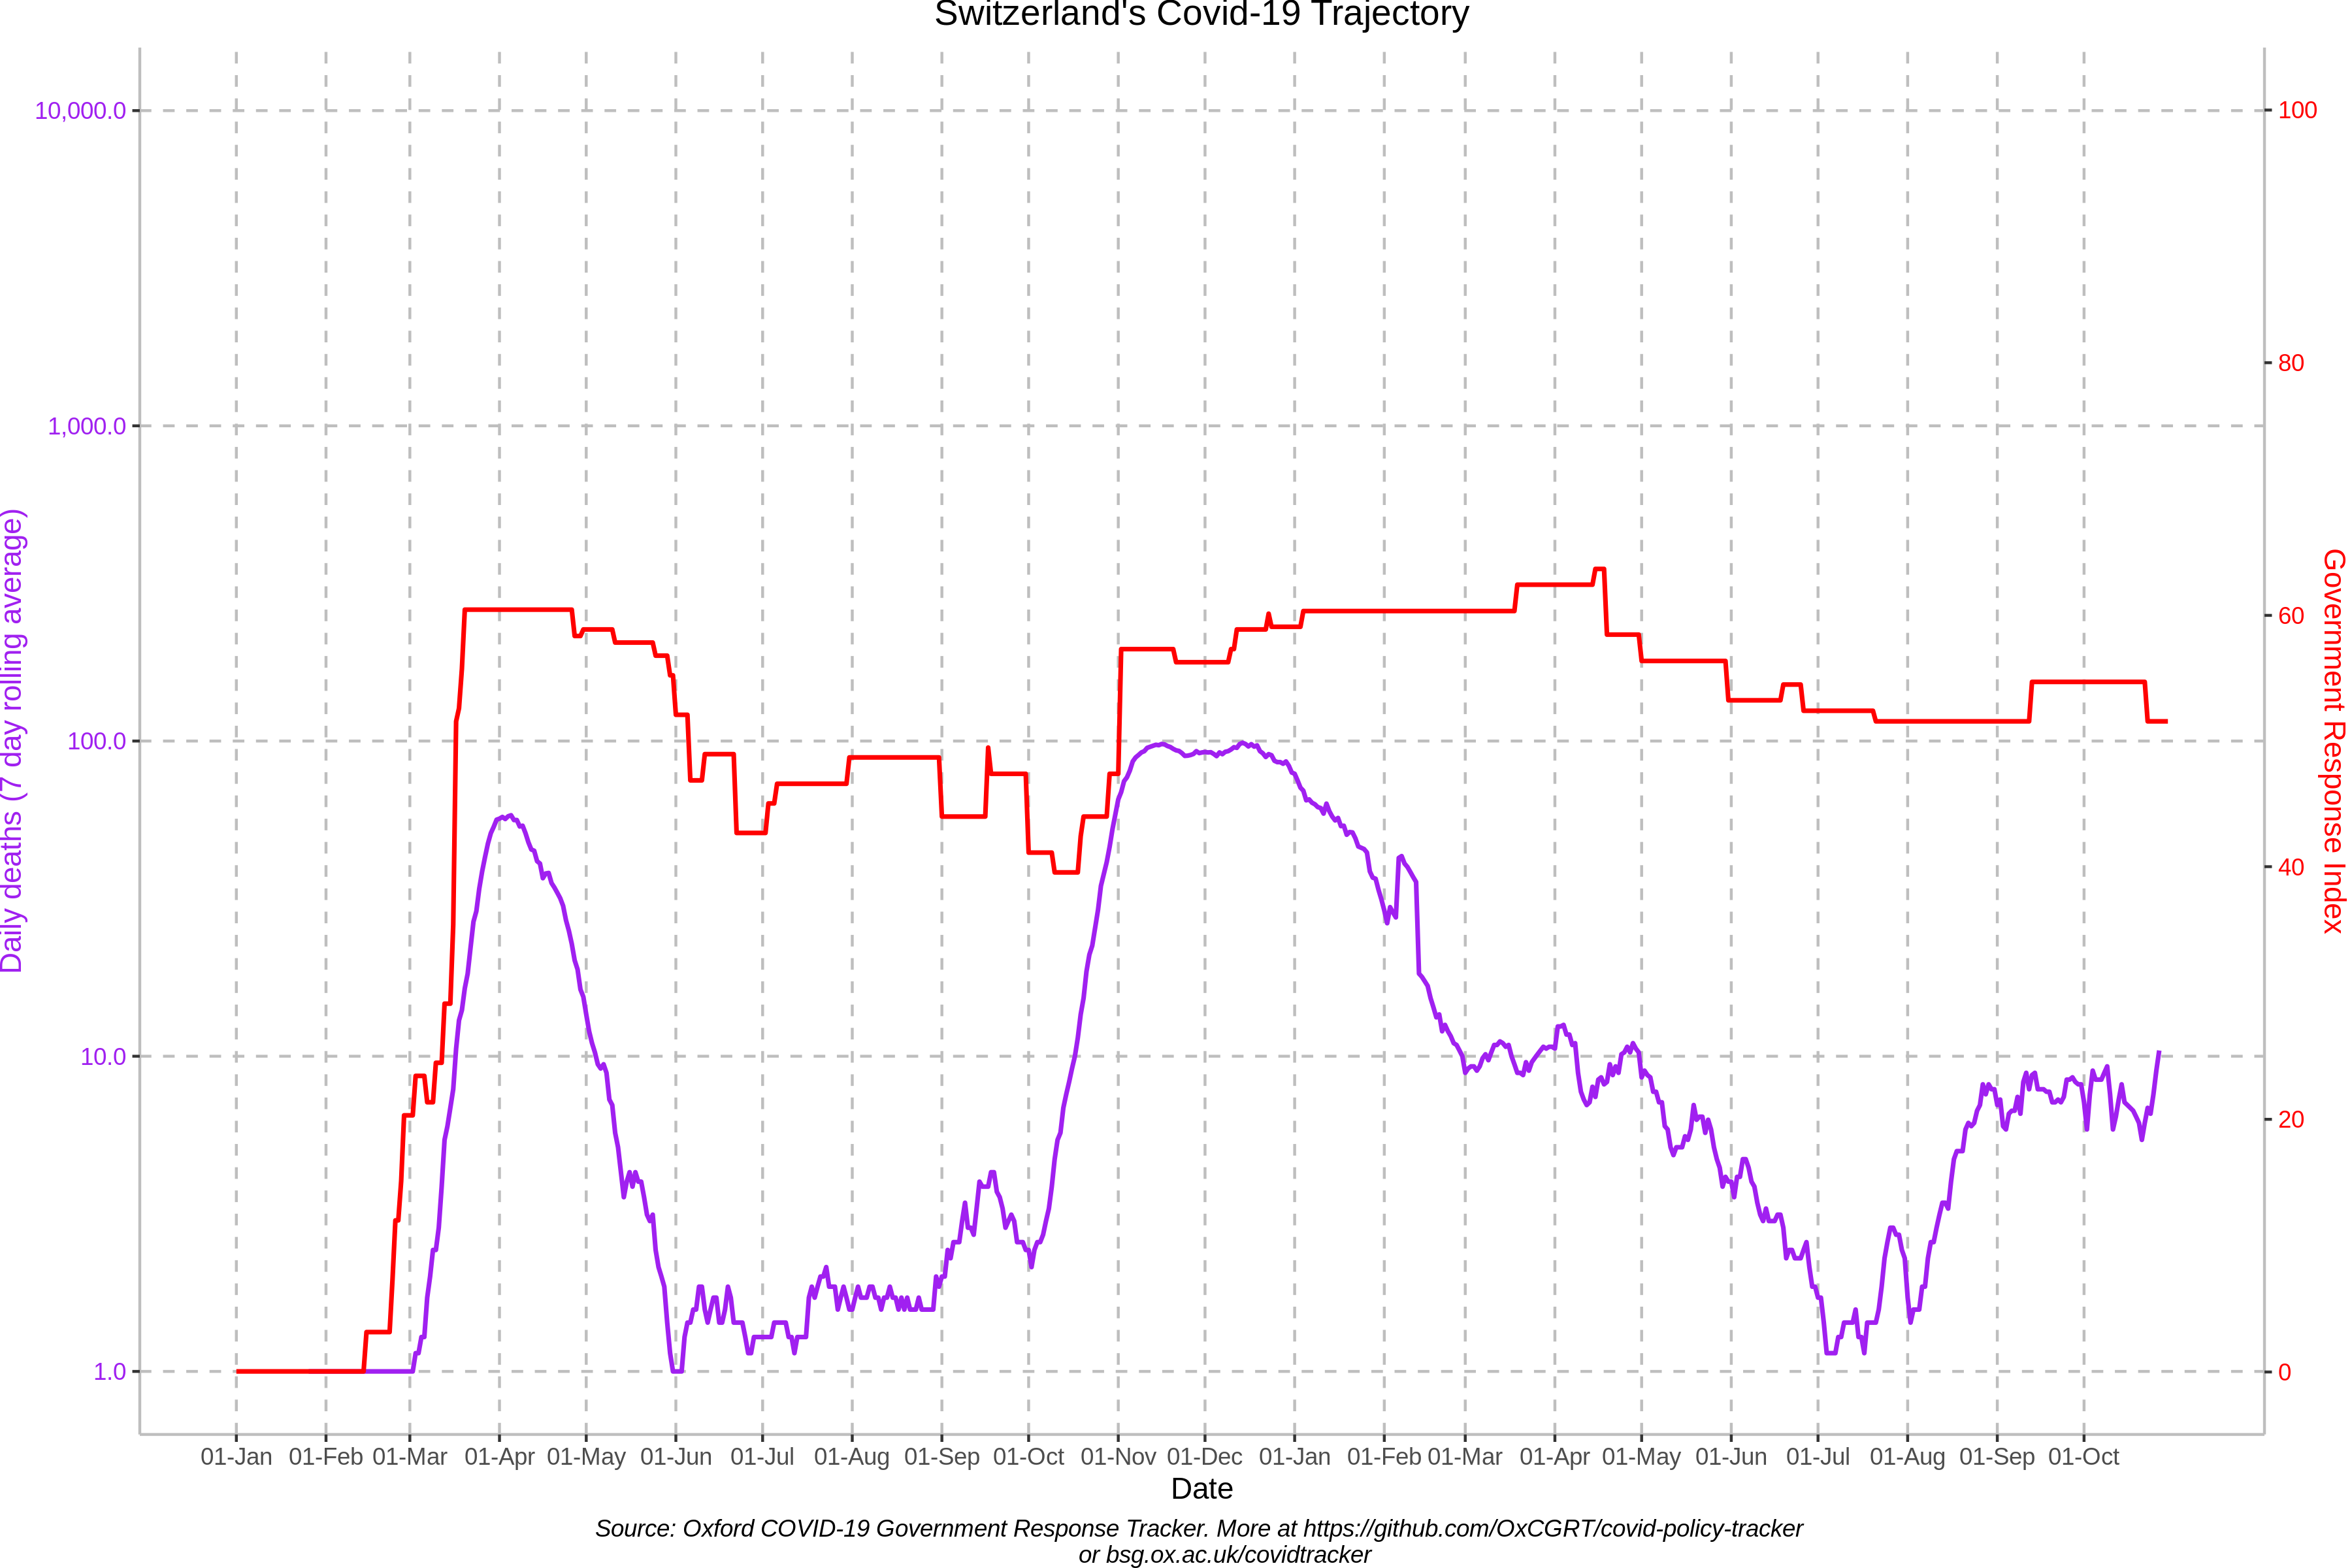 Switzerland's Covid-19 Trajectory
10,000.0
1,000.0
100.0
10.0
1.0
Daily deaths (7 day rolling average)
100
80
60
40
20
0
Government Response Index
01-Jan 01-Feb 01-Mar 01-Apr 01-May 01-Jun 01-Jul 01-Aug 01-Sep 01-Oct 01-Nov 01-Dec 01-Jan 01-Feb 01-Mar 01-Apr 01-May 01-Jun 01-Jul 01-Aug 01-Sep 01-Oct
Date
Source: Oxford COVID-19 Government Response Tracker. More at https://github.com/OxCGRT/covid-policy-tracker
or bsg.ox.ac.uk/covidtracker